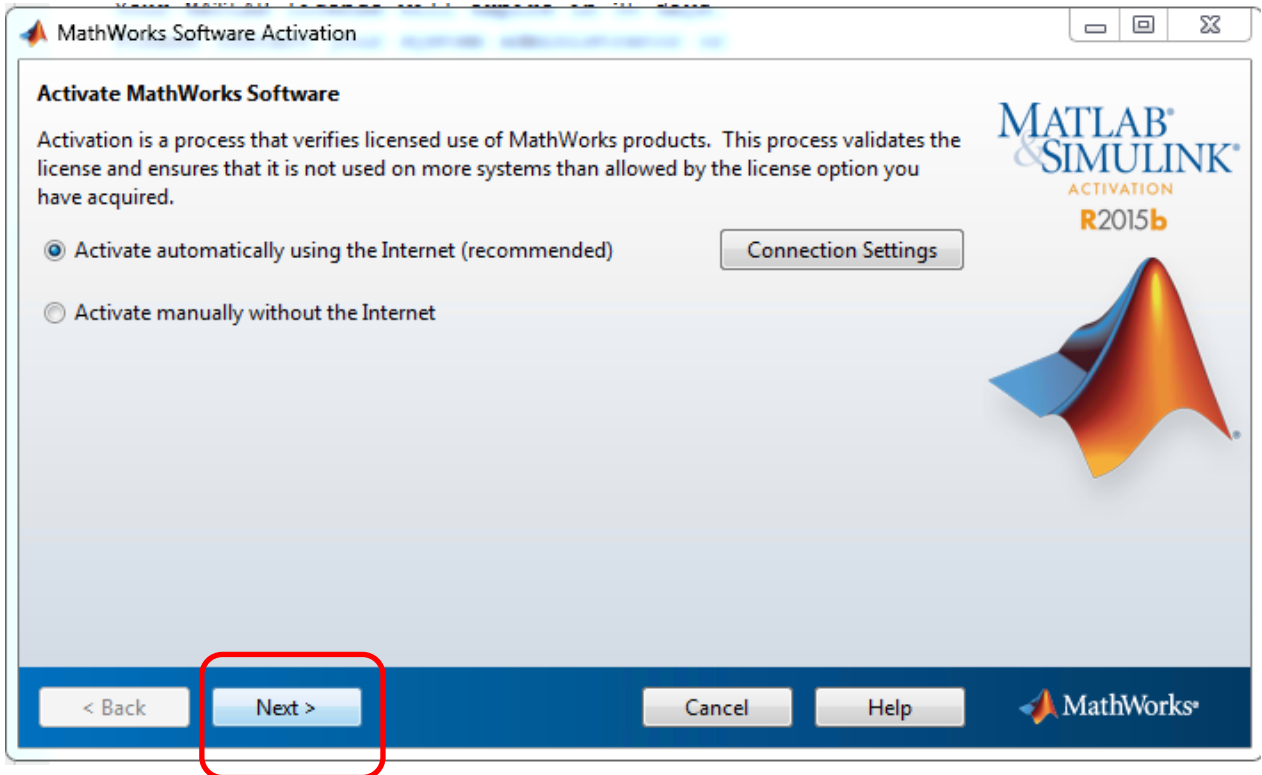 MathWorks Software Activation
Activate MathWorks Software
Activation is a process that verifies licensed use of MathWorks products. This process validates the
license and ensures that it is not used on more systems than allowed by the license option you
have acquired.
Activate automatically using the Internet (recommended)
Connection Settings
Activate manually without the Internet
MATLAB®
&SIMULINK®
ACTIVATION
R2015b
< Back
Next >
Cancel
Help
MathWorks®